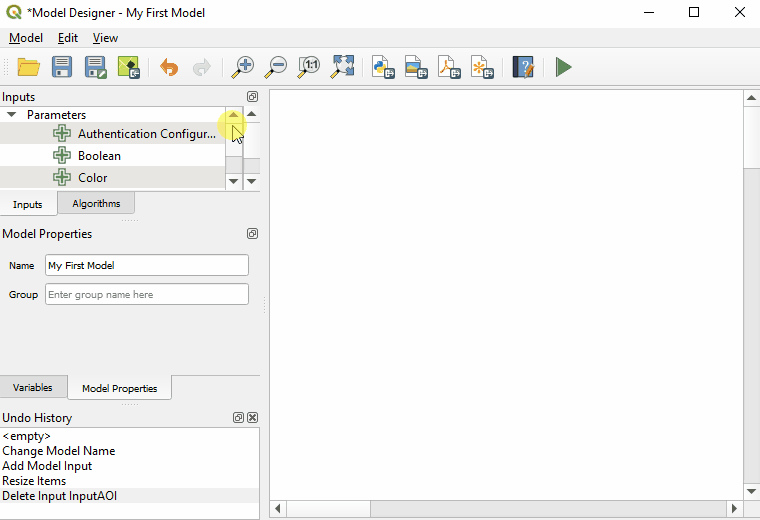 *Model Designer - My First Model
Model Edit View
1:1
Inputs
Parameters
Authentication Configur...
Boolean
Color
Inputs Algorithms
Model Properties
Name My First Model
Group Enter group name here
Variables Model Properties
Undo History
<empty>
Change Model Name
Add Model Input
Resize Items
Delete Input InputAOI